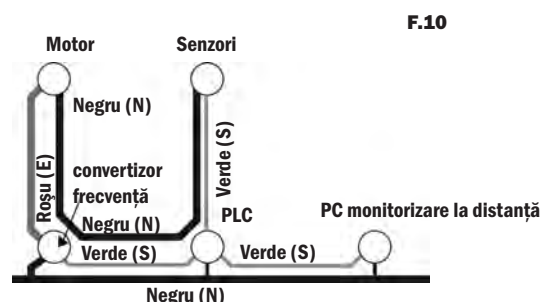 F.10
Motor
Senzori
Negru (N)
Roșu (E)
convertizor
frecvență
Verde (S)
Negru (N)
PLC
PC monitorizare la distanță
Verde (S)
Verde (S)
Negru (N)